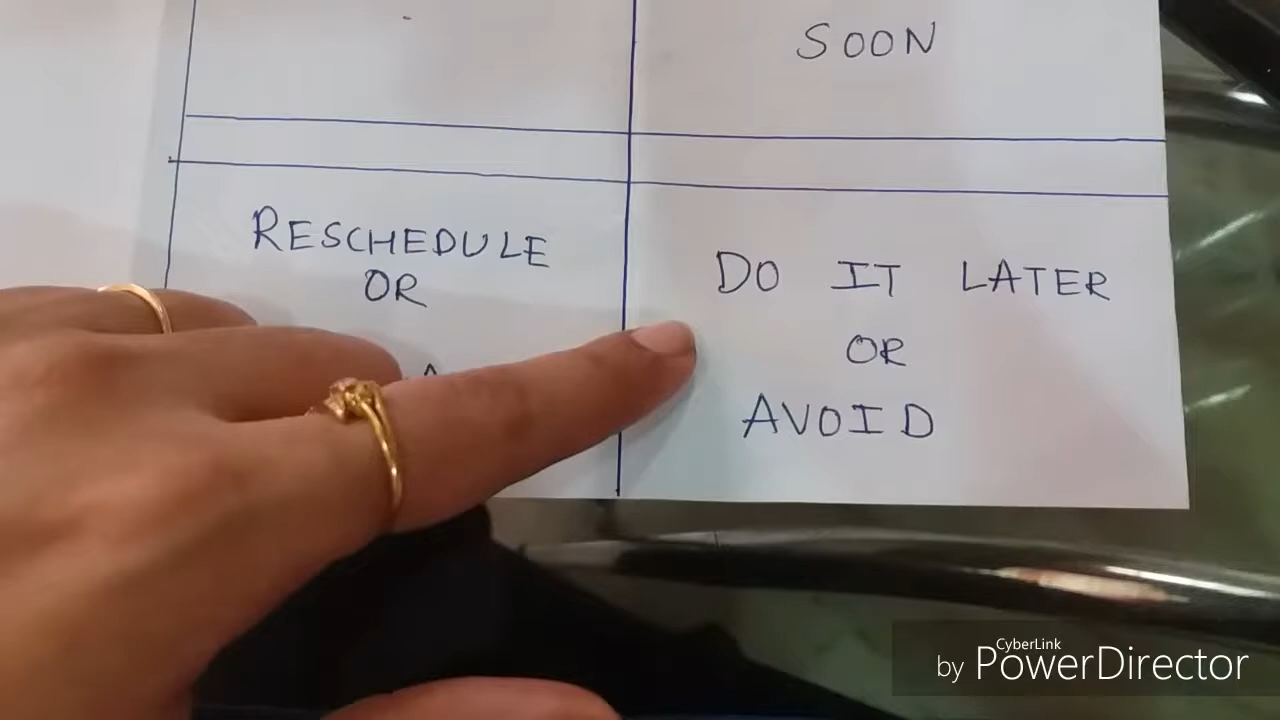 SOON
RESCHEDULE
OR
DO IT LATER
OR
AVOID
CyberLink
by PowerDirector